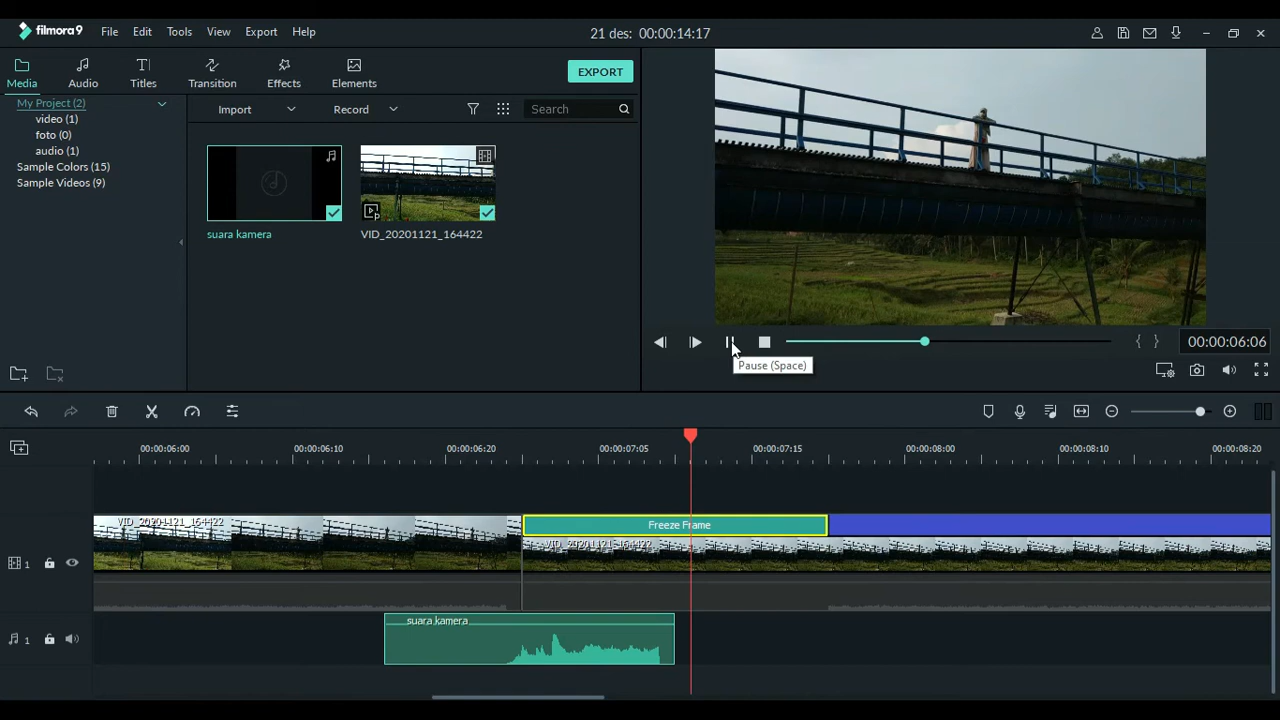 filmora9 File Edit Tools View Export Help 21 des: 00:00:14:17
Media Audio Titles Transition Effects Elements EXPORT
My Project (2)
video (1)
foto (0)
audio (1)
Sample Colors (15)
Sample Videos (9)
Import Record Search
suara kamera VID_20201121_164422
00:00:06:06
Pause (Space)
00:00:06:00 00:00:06:10 00:00:06:20 00:00:07:05 00:00:07:15 00:00:08:00 00:00:08:10 00:00:08:20
VID_20201121_164422 Freeze Frame
VID_20201121_164422
1
suara kamera
1